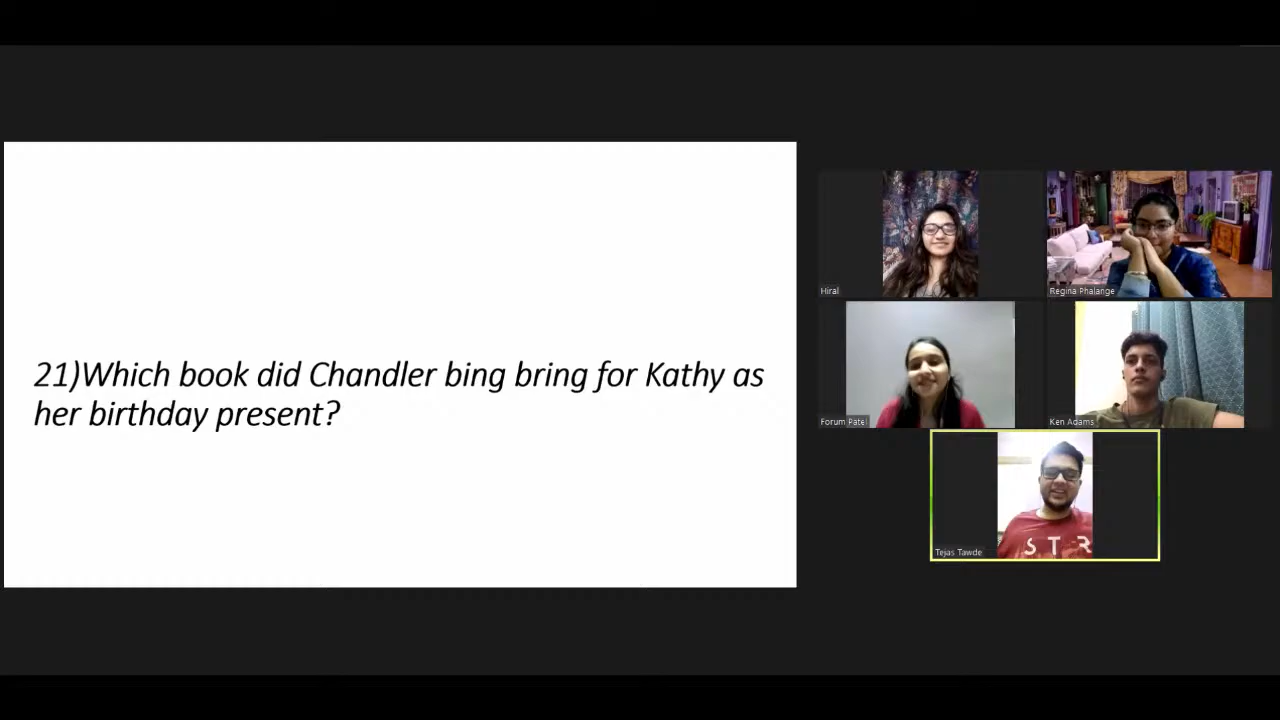 21)Which book did Chandler bing bring for Kathy as
her birthday present?
Hiral
Regina Phalange
Forum Patel
Ken Adams
Tejas Tawde
STR